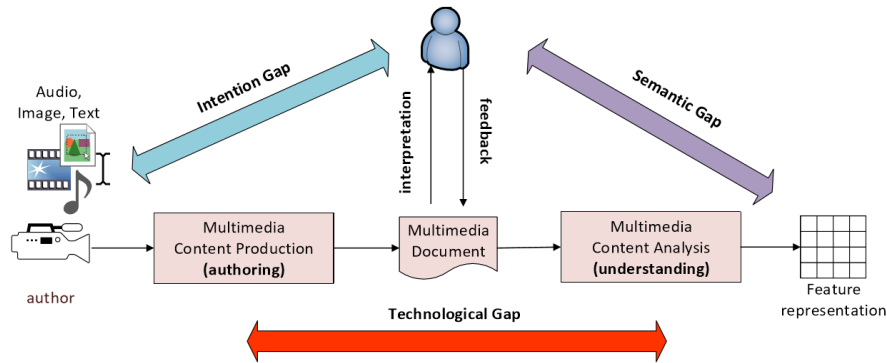 Audio,
Image, Text
Intention Gap
interpretation
feedback
Semantic Gap
author
Multimedia
Content Production
(authoring)
Multimedia
Document
Multimedia
Content Analysis
(understanding)
Feature
representation
Technological Gap